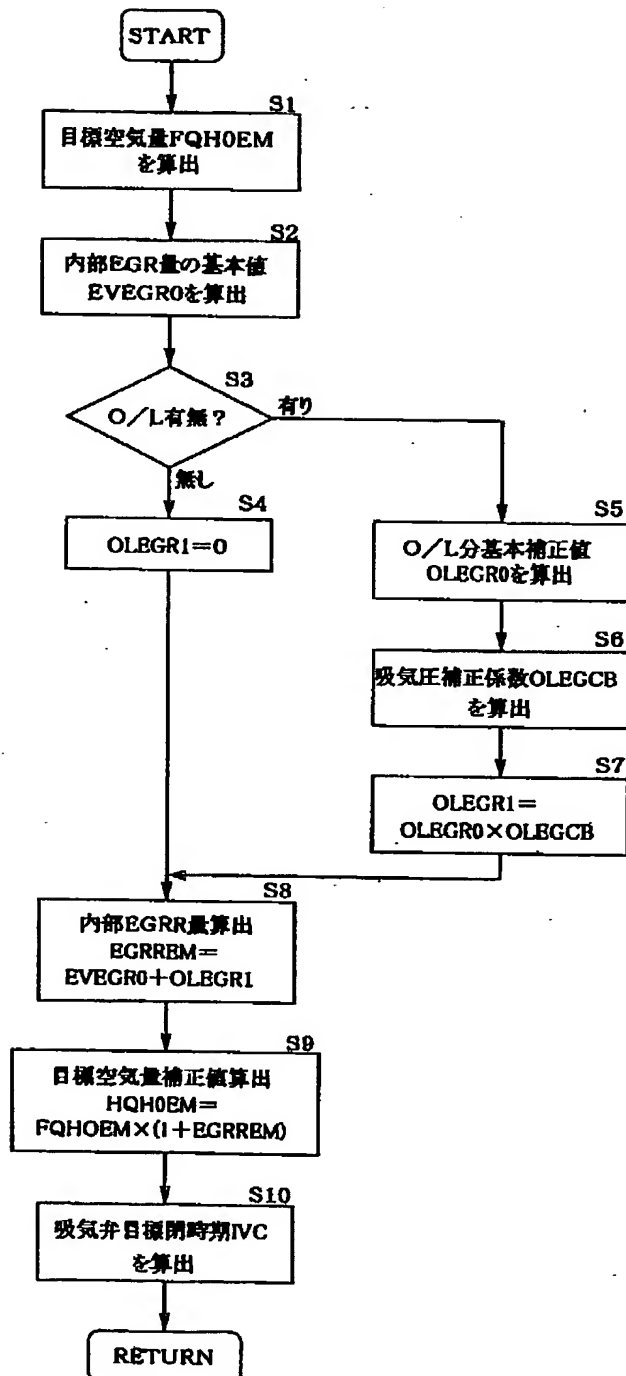 START
S1
目標空気量FQH0EM
を算出
S2
内部EGR量の基本値
EVEGR0を算出
S3
O/L有無?
有り
無し
S4
OLEGR1=0
S5
O/L分基本補正値
OLEGR0を算出
S6
吸気圧補正係数OLEGCB
を算出
S7
OLEGR1=
OLEGR0×OLEGCB
S8
内部EGRR量算出
EGRREM=
EVEGR0+OLEGR1
S9
目標空気量補正値算出
HQH0EM=
FQHOEM×(1+EGRREM)
S10
吸気弁目標閉時期IVC
を算出
RETURN